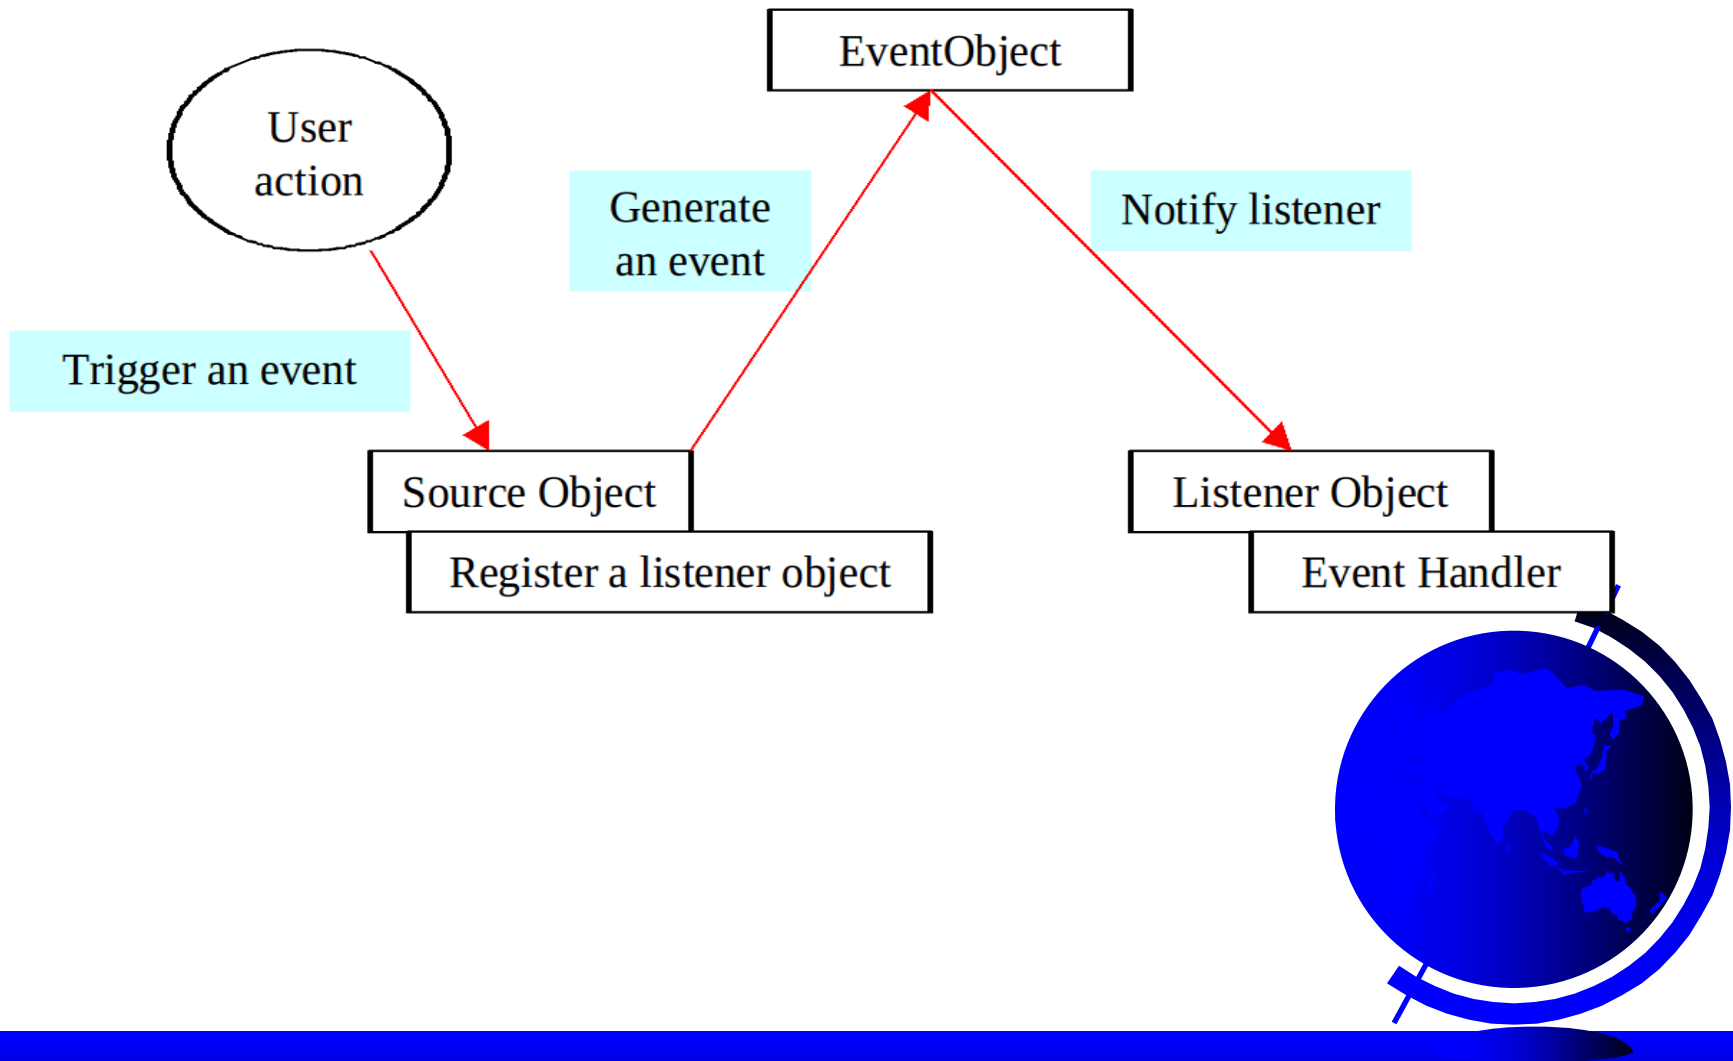 EventObject
User
action
Generate
an event
Notify listener
Trigger an event
Source Object
Listener Object
Register a listener object
Event Handler